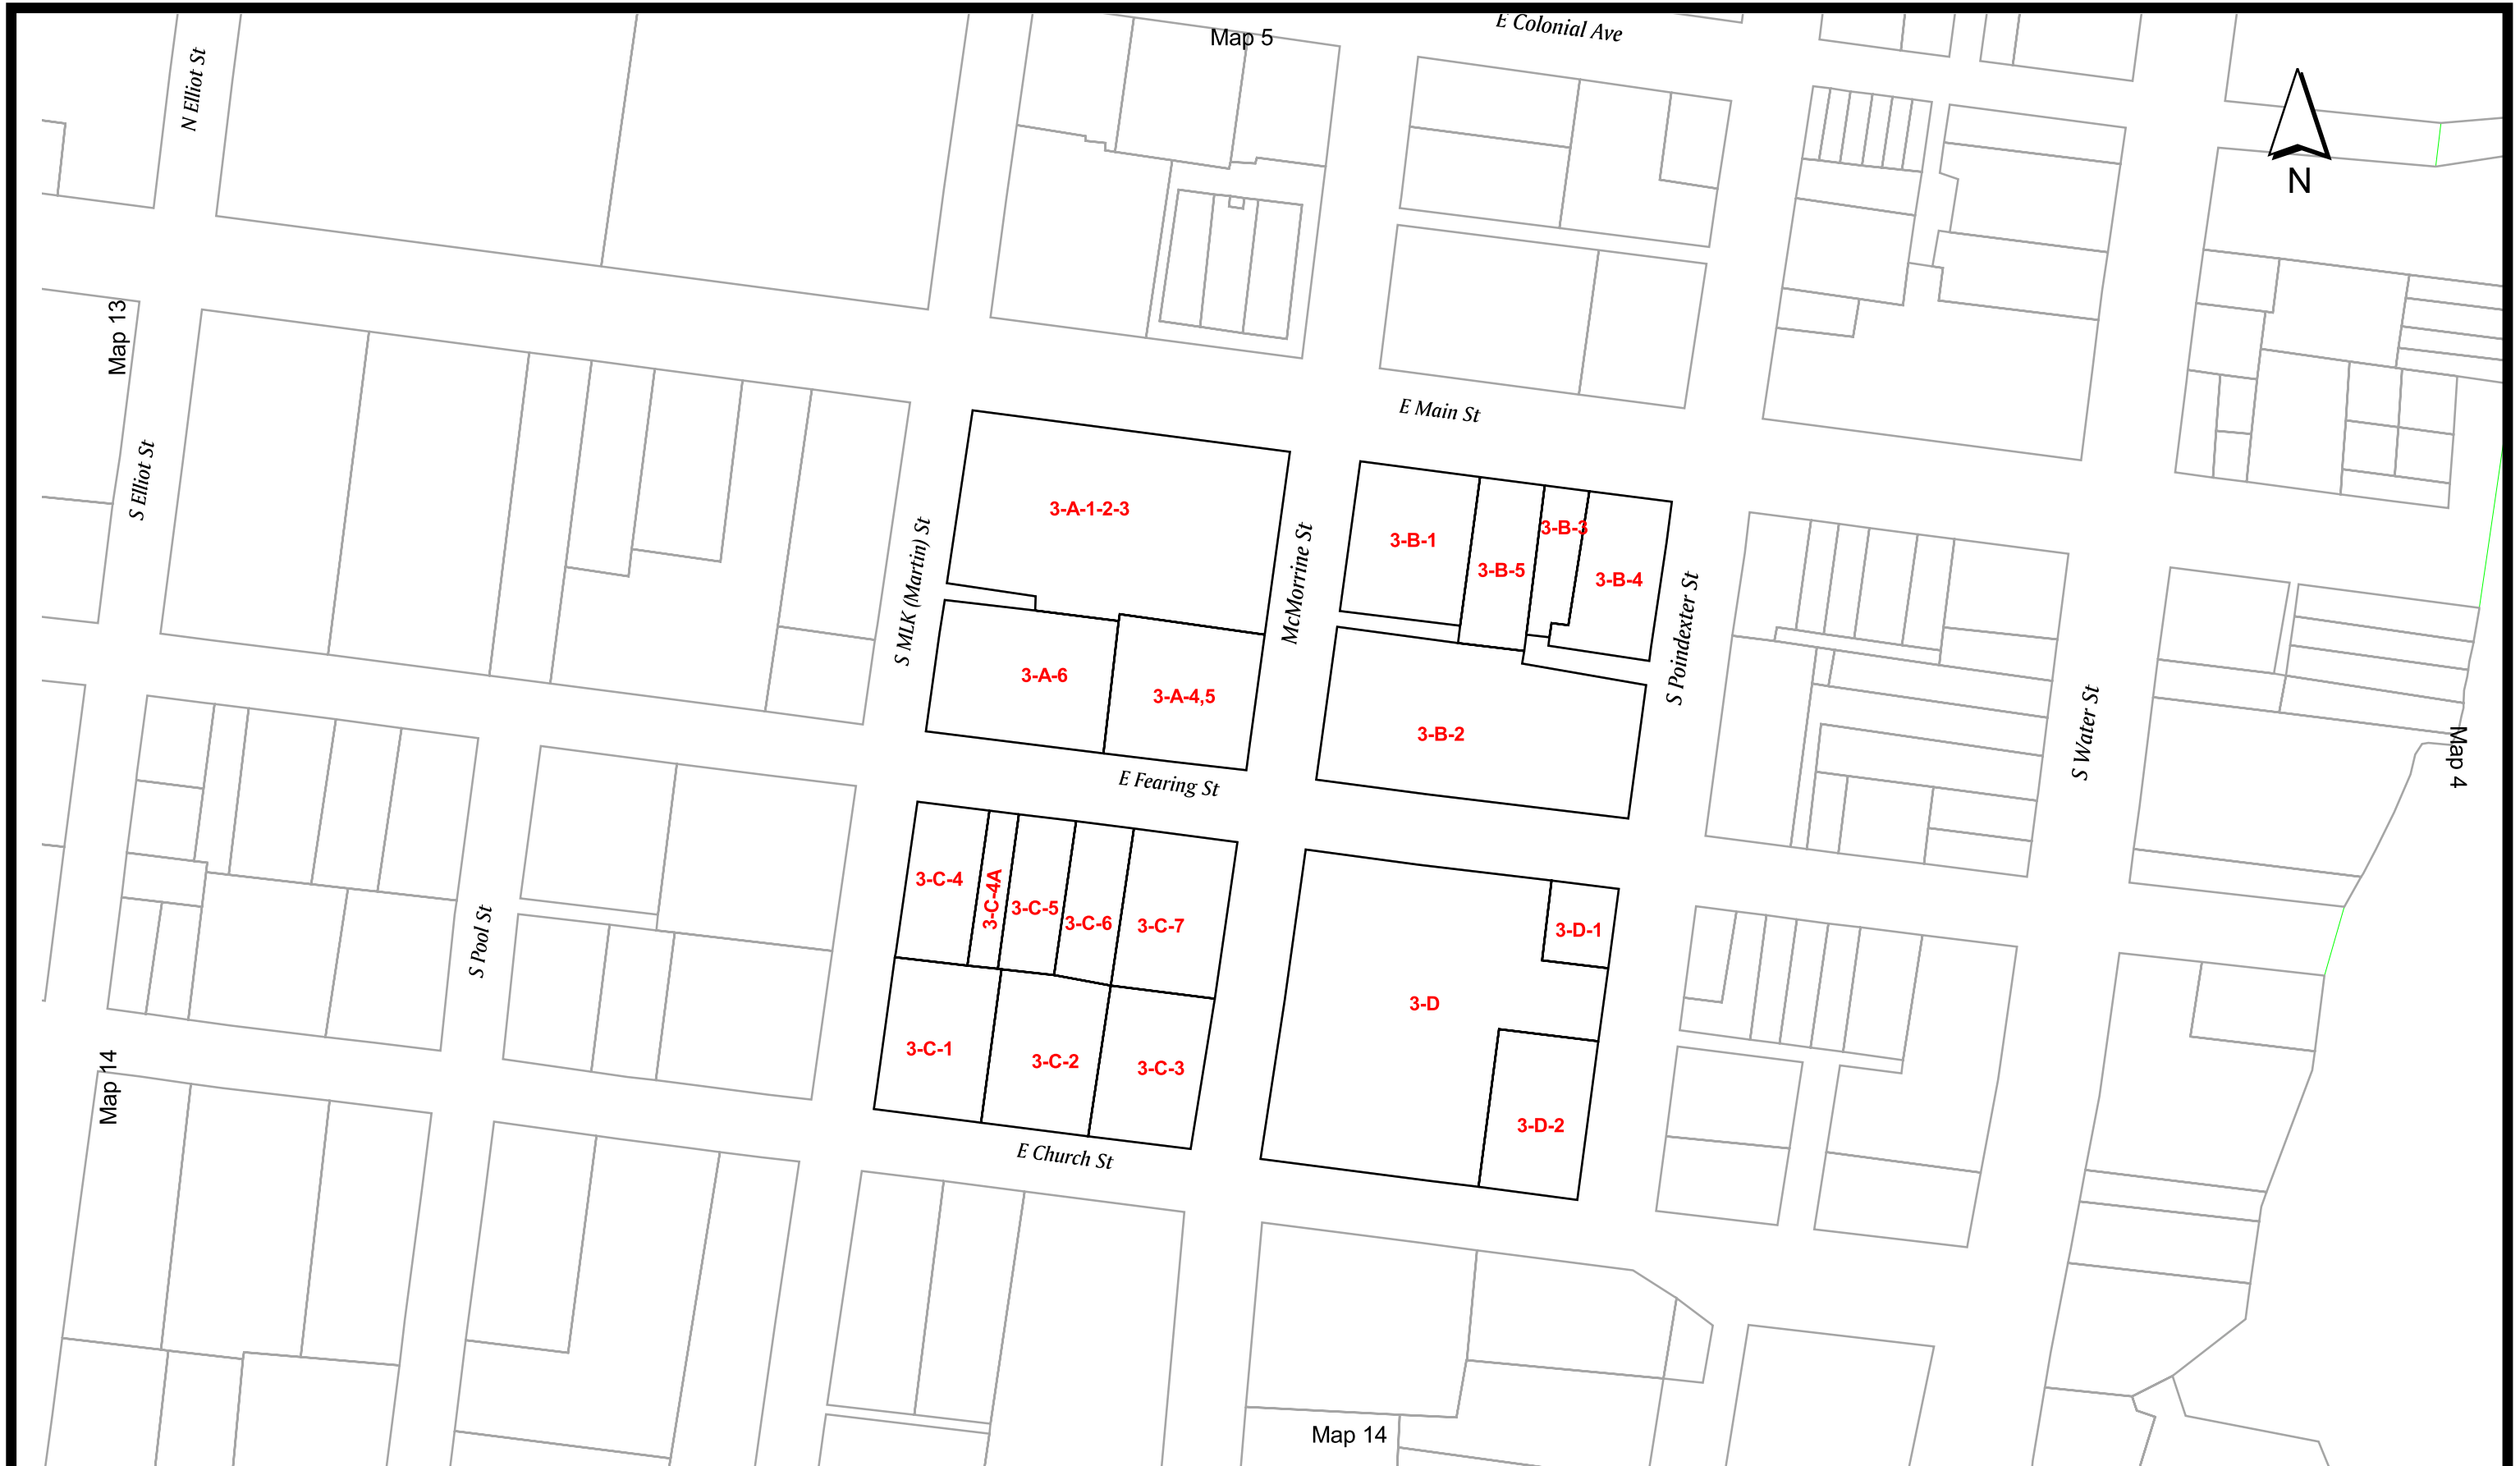 E Colonial Ave
Map 5
N Elliot St
N
Map 13
E Main St
S Elliot St
3-A-1-2-3
S MLK (Martin) St
McMorrine St
3-B-1
3-B-5
3-B-3
3-B-4
S Poindexter St
3-A-6
3-A-4,5
3-B-2
S Water St
Map 4
E Fearing St
3-C-4
3-C-4A
3-C-5
3-C-6
3-C-7
3-D-1
S Pool St
3-D
3-C-1
3-C-2
3-C-3
3-D-2
Map 14
E Church St
Map 14